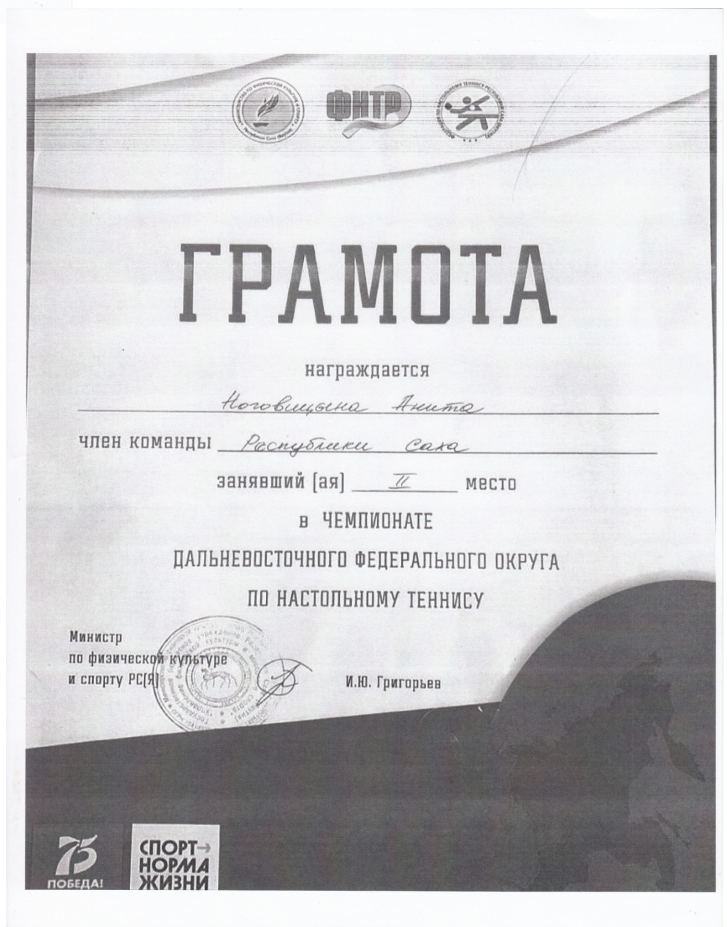 ФНТР
ГРАМОТА
награждается
Ноговицына Анита
член команды Республики Саха
занявший (ая) II место
в ЧЕМПИОНАТЕ
ДАЛЬНЕВОСТОЧНОГО ФЕДЕРАЛЬНОГО ОКРУГА
ПО НАСТОЛЬНОМУ ТЕННИСУ
Министр
по физической культуре
и спорту РС(Я) И.Ю. Григорьев
75
ПОБЕДА!
СПОРТ→
НОРМА
ЖИЗНИ